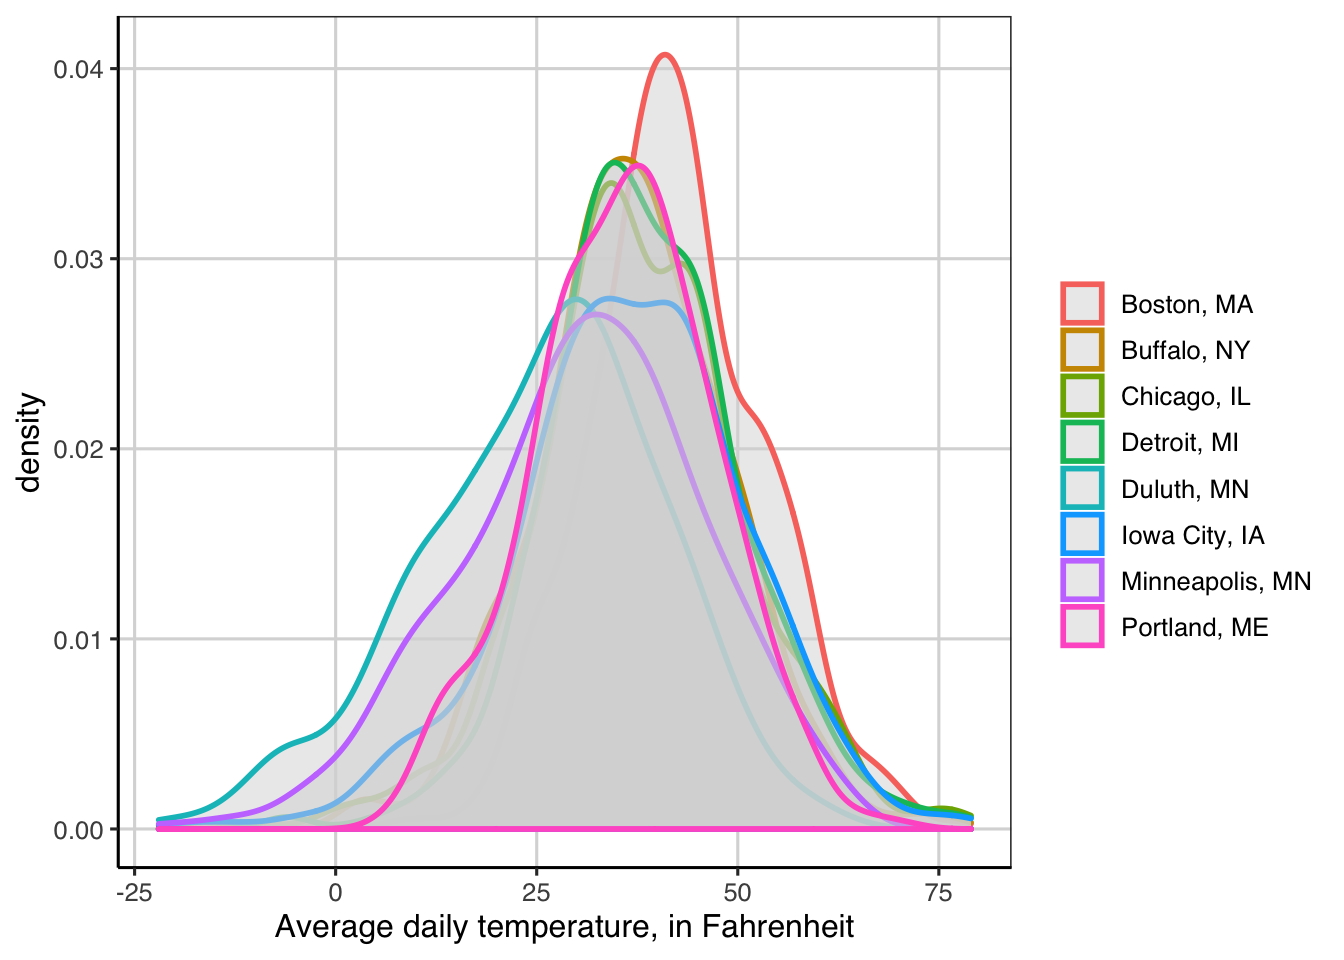 0.04
0.03
0.02
0.01
0.00
density
-25 0 25 50 75
Average daily temperature, in Fahrenheit
Boston, MA
Buffalo, NY
Chicago, IL
Detroit, MI
Duluth, MN
Iowa City, IA
Minneapolis, MN
Portland, ME